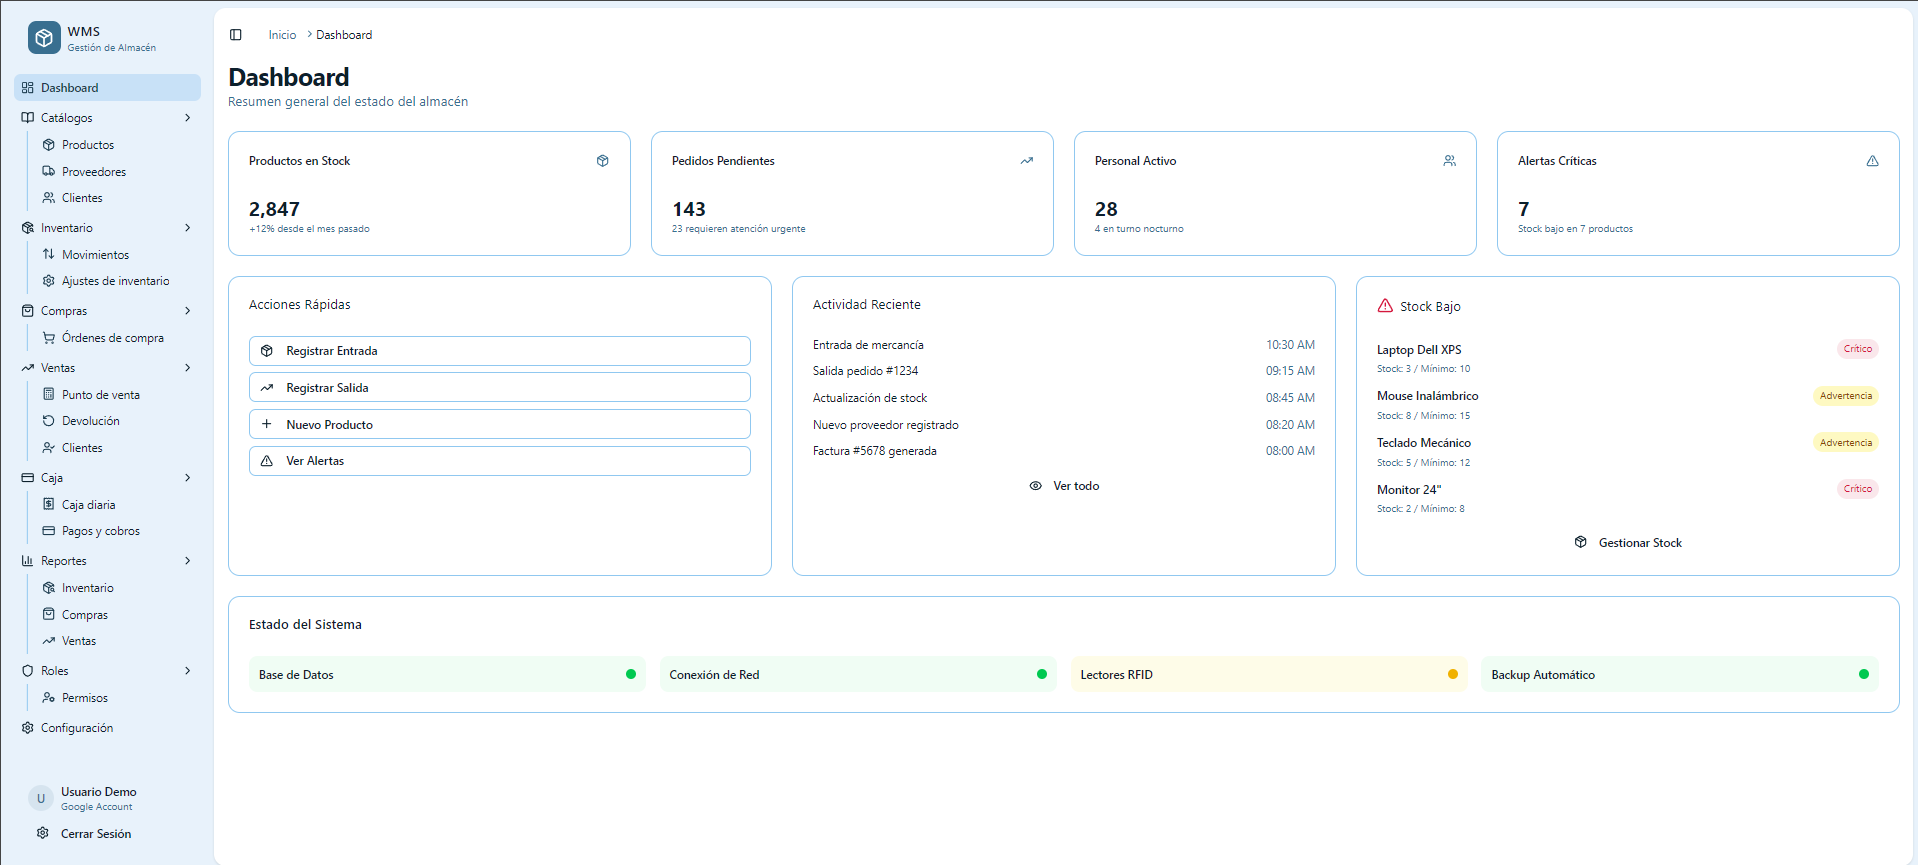 WMS
Gestión de Almacén
Dashboard
Catálogos
Productos
Proveedores
Clientes
Inventario
Movimientos
Ajustes de inventario
Compras
Órdenes de compra
Ventas
Punto de venta
Devolución
Clientes
Caja
Caja diaria
Pagos y cobros
Reportes
Inventario
Compras
Ventas
Roles
Permisos
Configuración
U
Usuario Demo
Google Account
Cerrar Sesión
Inicio > Dashboard
Dashboard
Resumen general del estado del almacén
Productos en Stock
2,847
+12% desde el mes pasado
Pedidos Pendientes
143
23 requieren atención urgente
Personal Activo
28
4 en turno nocturno
Alertas Críticas
7
Stock bajo en 7 productos
Acciones Rápidas
Registrar Entrada
Registrar Salida
Nuevo Producto
Ver Alertas
Actividad Reciente
Entrada de mercancía 10:30 AM
Salida pedido #1234 09:15 AM
Actualización de stock 08:45 AM
Nuevo proveedor registrado 08:20 AM
Factura #5678 generada 08:00 AM
Ver todo
Stock Bajo
Laptop Dell XPS Crítico
Stock: 3 / Mínimo: 10
Mouse Inalámbrico Advertencia
Stock: 8 / Mínimo: 15
Teclado Mecánico Advertencia
Stock: 5 / Mínimo: 12
Monitor 24" Crítico
Stock: 2 / Mínimo: 8
Gestionar Stock
Estado del Sistema
Base de Datos
Conexión de Red
Lectores RFID
Backup Automático